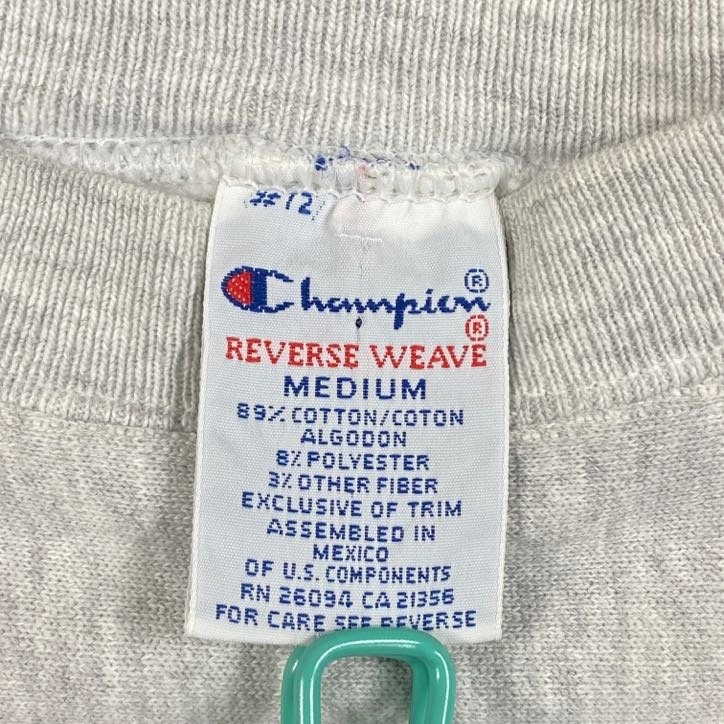 #12
Champion®
REVERSE WEAVE®
MEDIUM
89% COTTON/COTON
ALGODON
8% POLYESTER
3% OTHER FIBER
EXCLUSIVE OF TRIM
ASSEMBLED IN
MEXICO
OF U.S. COMPONENTS
RN 26094 CA 21356
FOR CARE SEE REVERSE